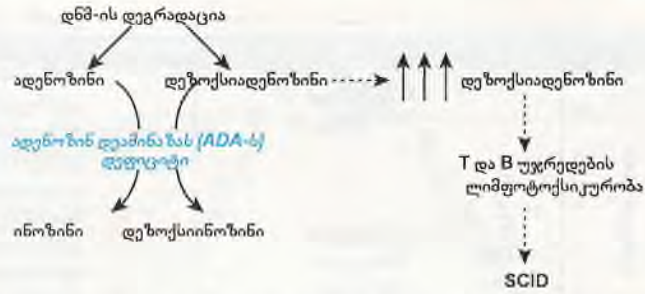 დნმ-ის დეგრადაცია
ადენოზინი
დეზოქსიადენოზინი
დეზოქსიადენოზინი
ადენოზინ დეამინაზას (ADA-ს)
დეფიციტი
T და B უჯრედების
ლიმფოტოქსიკურობა
ინოზინი
დეზოქსიინოზინი
SCID